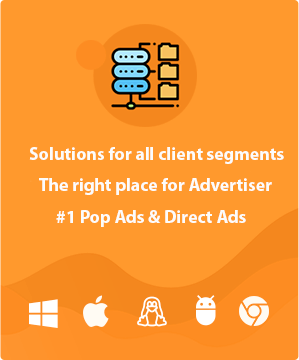 Solutions for all client segments
The right place for Advertiser
#1 Pop Ads & Direct Ads